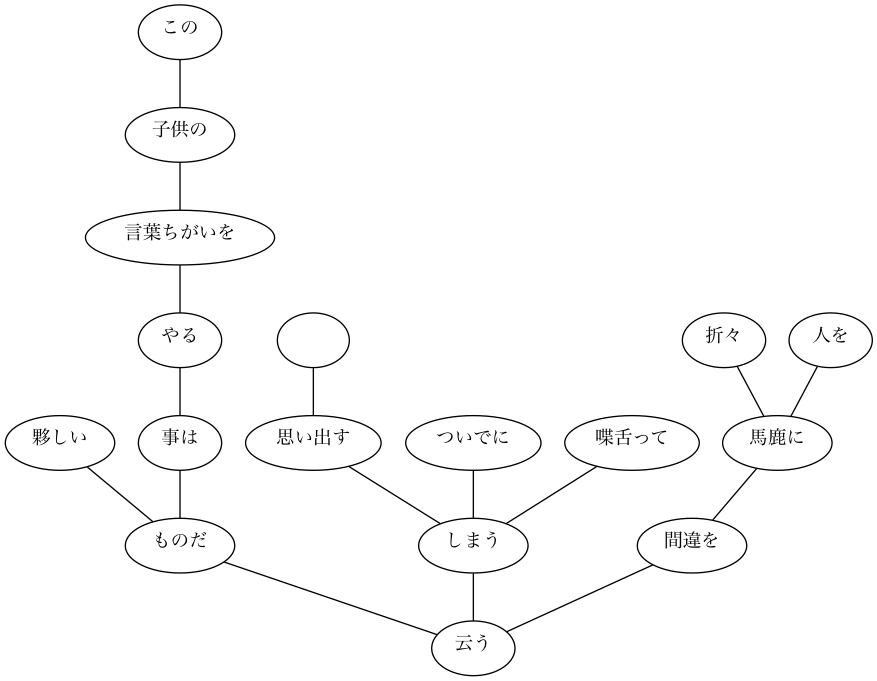 この
子供の
言葉ちがいを
やる
折々
人を
夥しい
事は
思い出す
ついでに
喋舌って
馬鹿に
ものだ
しまう
間違を
云う